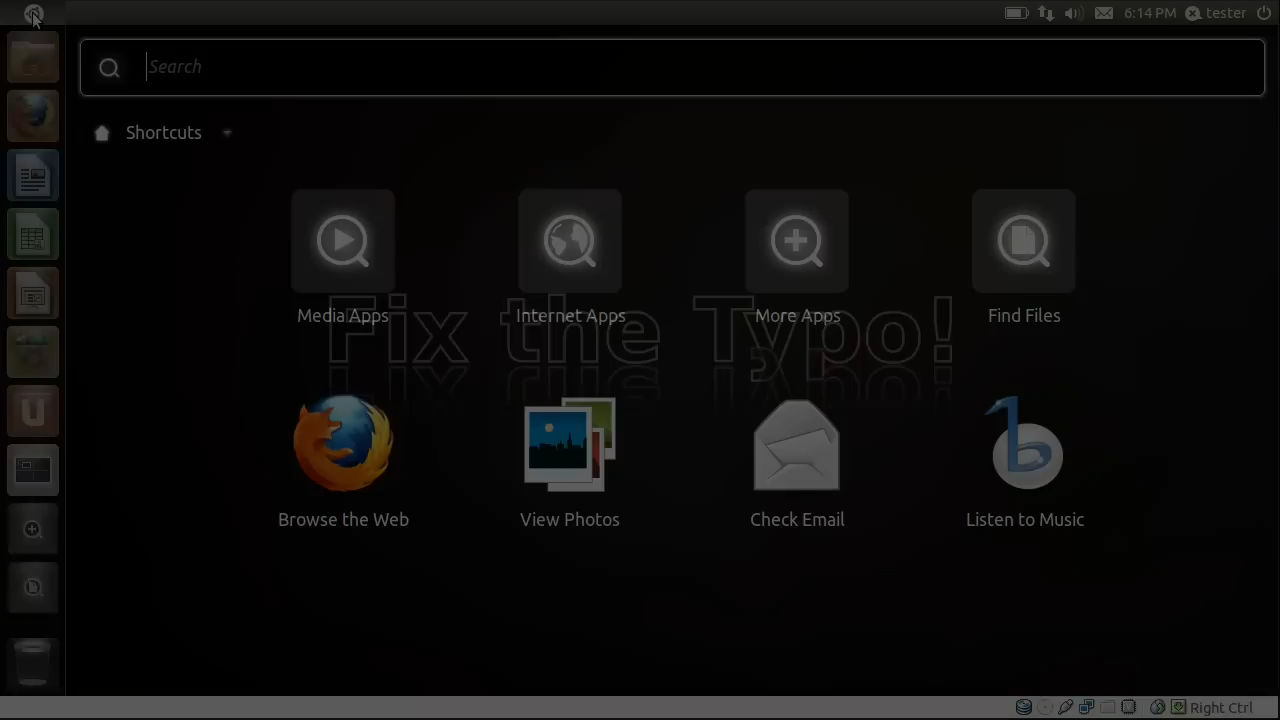 6:14 PM tester
Search
Shortcuts
Media Apps Internet Apps More Apps Find Files
Fix the Typo!
Browse the Web View Photos Check Email Listen to Music
Right Ctrl